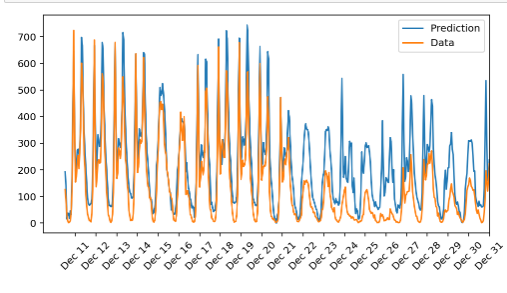 Prediction
Data
700
600
500
400
300
200
100
0
Dec 11
Dec 12
Dec 13
Dec 14
Dec 15
Dec 16
Dec 17
Dec 18
Dec 19
Dec 20
Dec 21
Dec 22
Dec 23
Dec 24
Dec 25
Dec 26
Dec 27
Dec 28
Dec 29
Dec 30
Dec 31